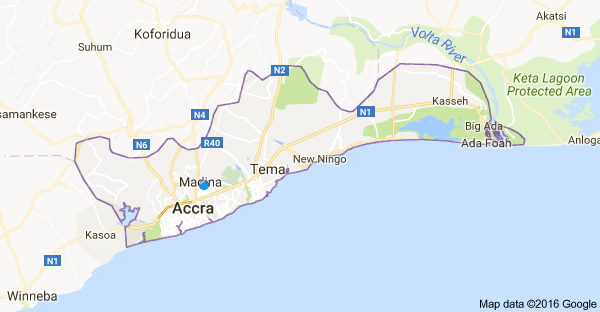 Akatsi
Koforidua
N1
Volta River
Suhum
N2
Keta Lagoon
Protected Area
samankese
N4
N1
Kasseh
N6
R40
Big Ada
Ada Foah
Anloga
New Ningo
Tema
Madina
Accra
Kasoa
N1
Winneba
Map data ©2016 Google